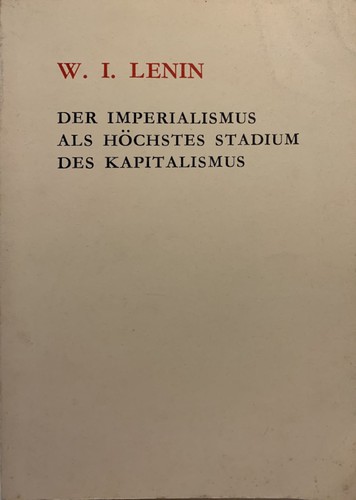 W. I. LENIN
DER IMPERIALISMUS
ALS HÖCHSTES STADIUM
DES KAPITALISMUS